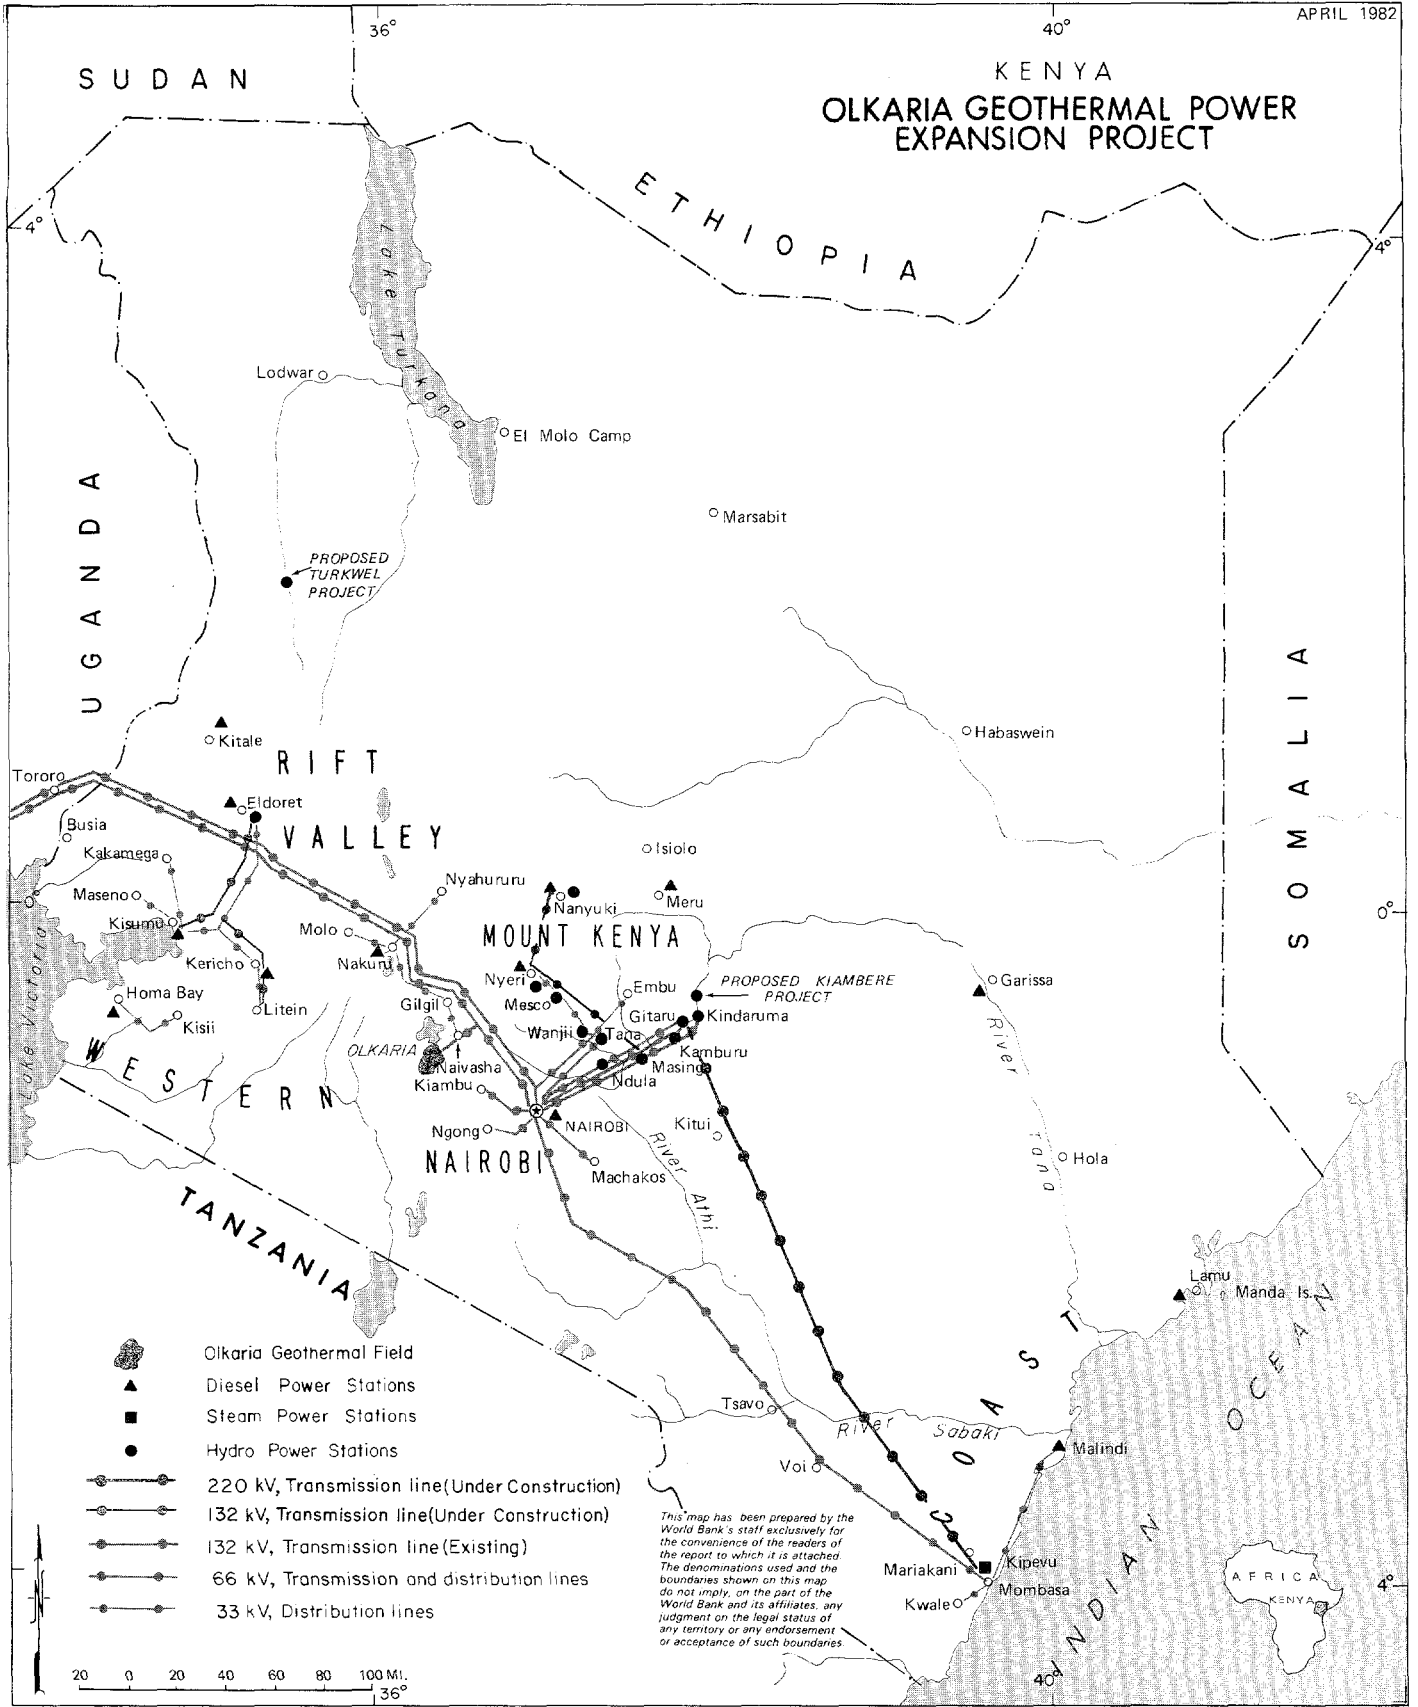 APRIL 1982
36°
40°
KENYA
OLKARIA GEOTHERMAL POWER
EXPANSION PROJECT
SUDAN
ETHIOPIA
4°
4°
Lake Turkana
Lodwar
El Molo Camp
Marsabit
UGANDA
PROPOSED
TURKWEL
PROJECT
SOMALIA
Kitale
RIFT
VALLEY
Habaswein
Tororo
Eldoret
Busia
Kakamega
Isiolo
Maseno
Nyahururu
Meru
Nanyuki
Kisumu
Molo
MOUNT KENYA
0°
Nakuru
Kericho
Nyeri
PROPOSED KIAMBERE
PROJECT
Garissa
Homa Bay
Litein
Gilgil
Mesco
Embu
Gitaru
Kindaruma
Kisii
Wanjii
Tana
Lake Victoria
OLKARIA
Naivasha
Kamburu
Masinga
WESTERN
Kiambu
Ndula
River Tana
NAIROBI
Ngong
Kitui
NAIROBI
Machakos
Hola
River Athi
TANZANIA
Lamu
Manda Is.
COAST
INDIAN OCEAN
Tsavo
River Sabaki
Malindi
Voi
Mariakani
Kipevu
Mombasa
Kwale
Olkaria Geothermal Field
Diesel Power Stations
Steam Power Stations
Hydro Power Stations
220 kV, Transmission line (Under Construction)
132 kV, Transmission line (Under Construction)
132 kV, Transmission line (Existing)
66 kV, Transmission and distribution lines
33 kV, Distribution lines
This map has been prepared by the
World Bank's staff exclusively for
the convenience of the readers of
the report to which it is attached.
The denominations used and the
boundaries shown on this map
do not imply, on the part of the
World Bank and its affiliates, any
judgment on the legal status of
any territory or any endorsement
or acceptance of such boundaries.
AFRICA
KENYA
4°
N
20 0 20 40 60 80 100 MI.
36°
40°